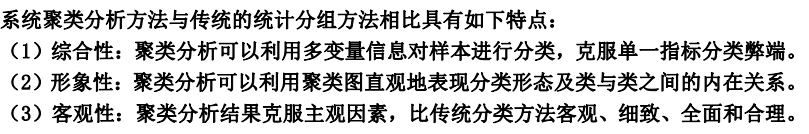 系统聚类分析方法与传统的统计分组方法相比具有如下特点：
（1）综合性：聚类分析可以利用多变量信息对样本进行分类，克服单一指标分类弊端。
（2）形象性：聚类分析可以利用聚类图直观地表现分类形态及类与类之间的内在关系。
（3）客观性：聚类分析结果克服主观因素，比传统分类方法客观、细致、全面和合理。